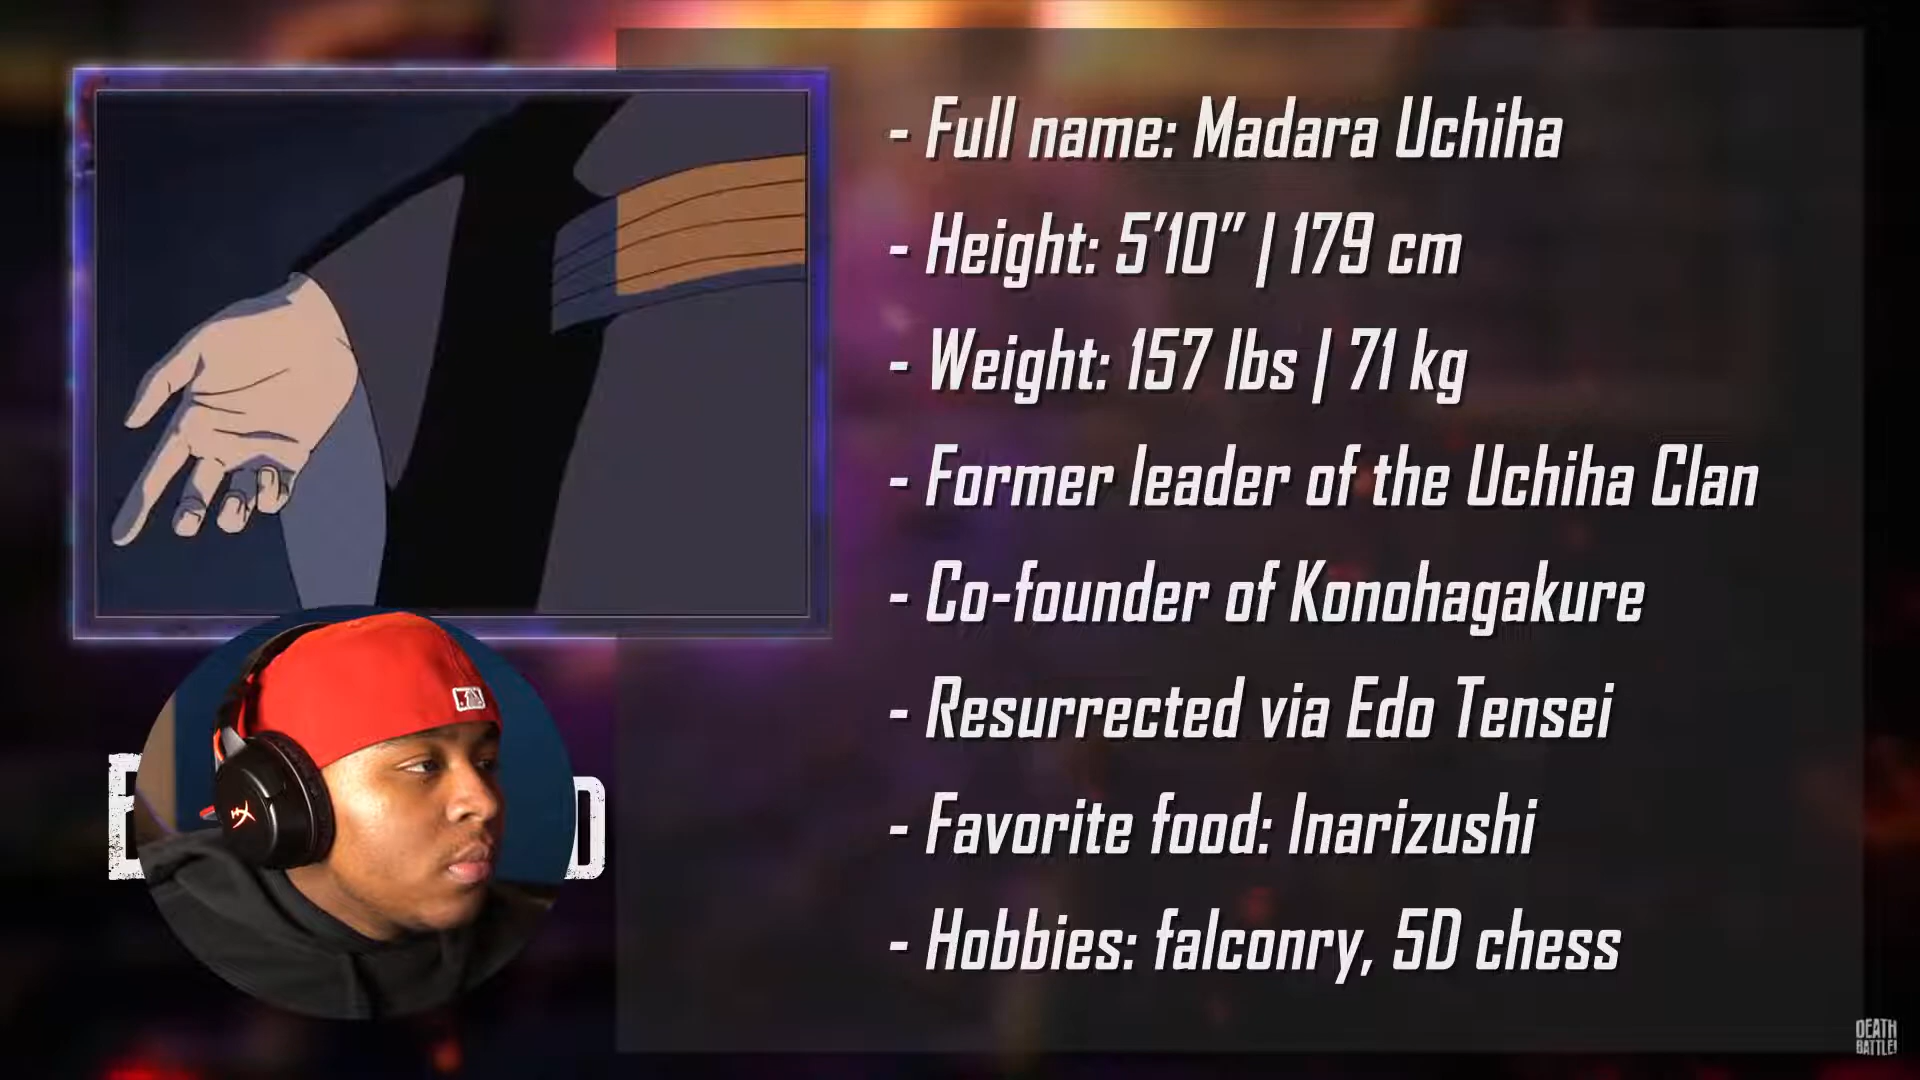 - Full name: Madara Uchiha
- Height: 5'10" | 179 cm
- Weight: 157 lbs | 71 kg
- Former leader of the Uchiha Clan
- Co-founder of Konohagakure
- Resurrected via Edo Tensei
- Favorite food: Inarizushi
- Hobbies: falconry, 5D chess
DEATH
BATTLE!